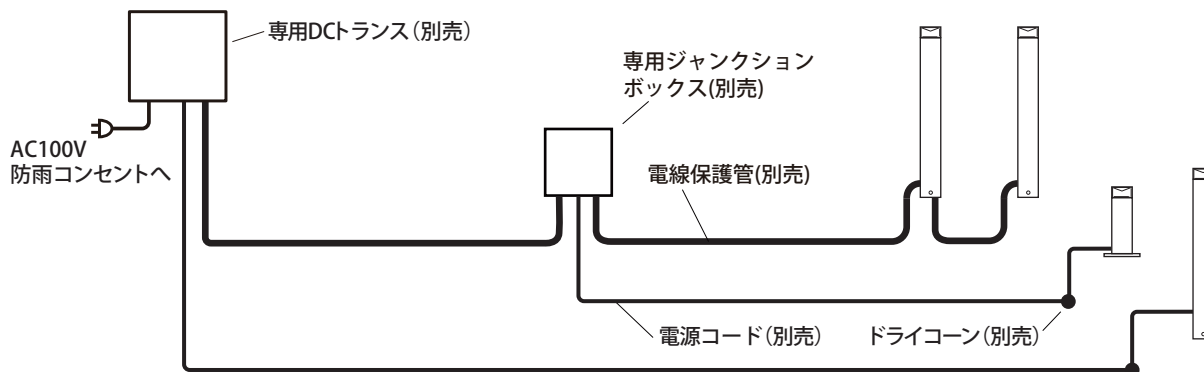 専用DCトランス（別売）
専用ジャンクション
ボックス(別売)
AC100V
防雨コンセントへ
電線保護管(別売)
電源コード（別売）
ドライコーン（別売）